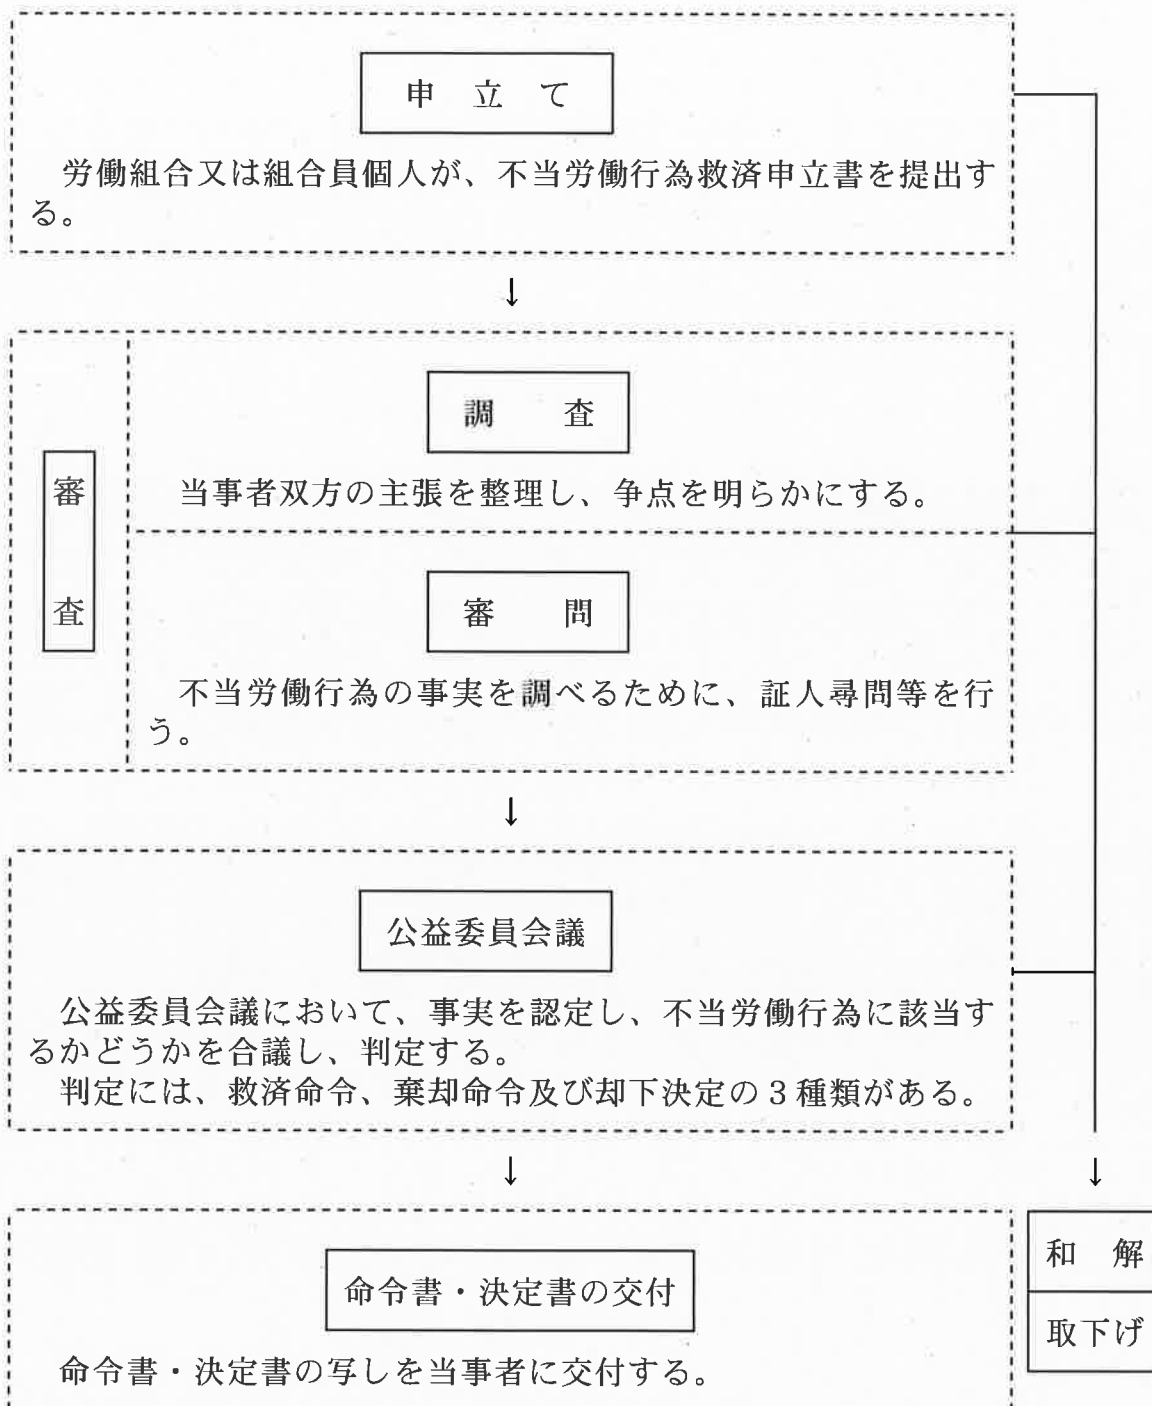 申 立 て
労働組合又は組合員個人が、不当労働行為救済申立書を提出す
る。
↓
審 査
調 査
当事者双方の主張を整理し、争点を明らかにする。
審 問
不当労働行為の事実を調べるために、証人尋問等を行
う。
↓
公益委員会議
公益委員会議において、事実を認定し、不当労働行為に該当す
るかどうかを合議し、判定する。
判定には、救済命令、棄却命令及び却下決定の3種類がある。
↓
↓
命令書・決定書の交付
命令書・決定書の写しを当事者に交付する。
和 解
取下げ